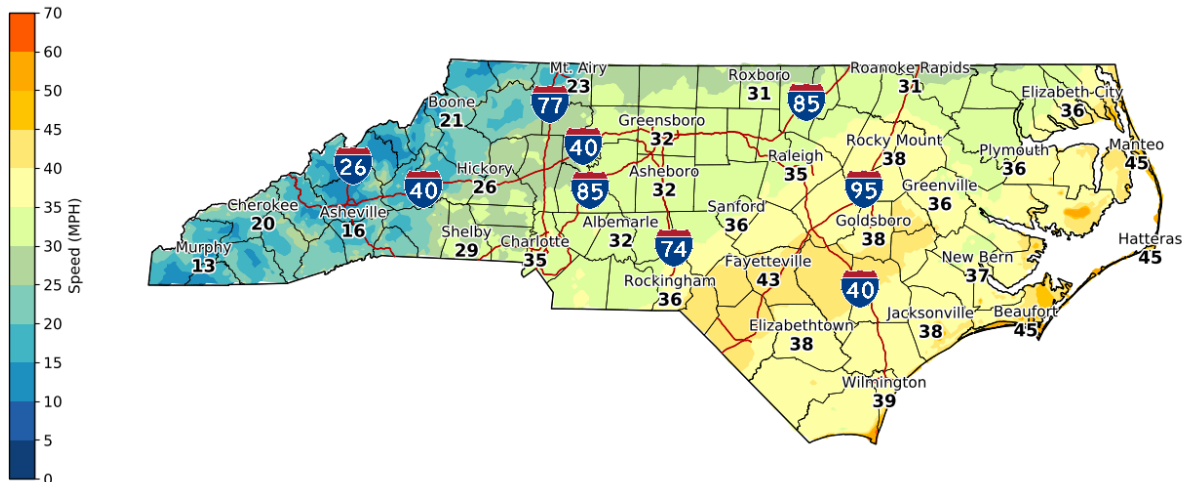 70
60
50
45
40
35
30
25
20
15
10
5
0
Speed (MPH)
Mt. Airy
23
77
Roxboro
31
85
Roanoke Rapids
31
Boone
21
Elizabeth City
36
Greensboro
32
40
Rocky Mount
38
Manteo
45
Plymouth
36
26
Hickory
26
40
85
Asheboro
32
Raleigh
35
95
Greenville
36
Cherokee
20
Asheville
16
Sanford
36
Albemarle
32
Goldsboro
38
Shelby
29
Charlotte
35
74
Hatteras
45
Murphy
13
Fayetteville
43
New Bern
37
Rockingham
36
40
Jacksonville
38
Beaufort
45
Elizabethtown
38
Wilmington
39